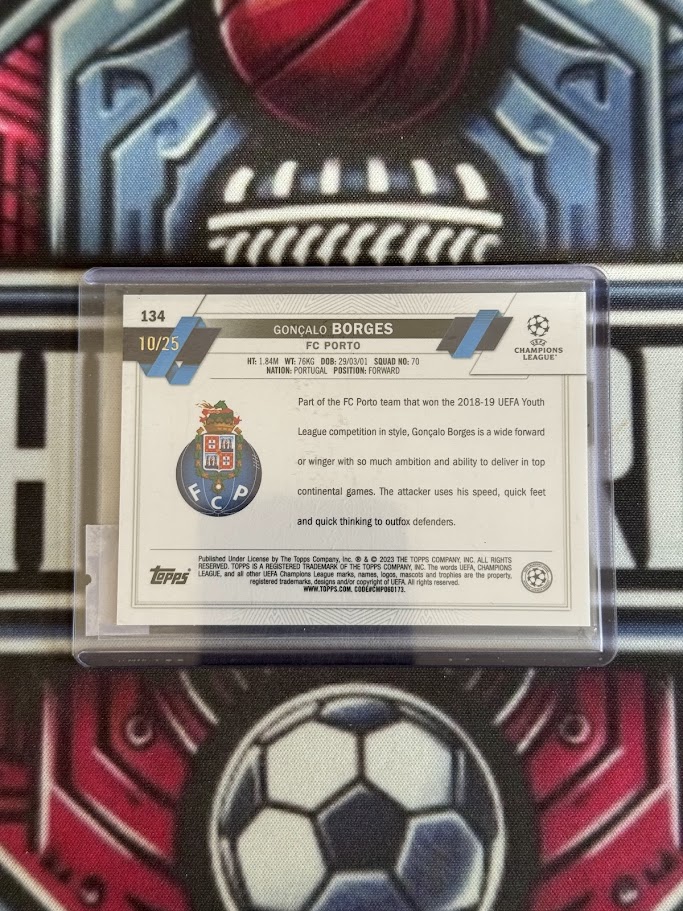 134
10/25
GONÇALO BORGES
FC PORTO
HT: 1.84M WT: 76KG DOB: 29/03/01 SQUAD NO: 70
NATION: PORTUGAL POSITION: FORWARD
UEFA
CHAMPIONS
LEAGUE
Part of the FC Porto team that won the 2018-19 UEFA Youth
League competition in style, Gonçalo Borges is a wide forward
or winger with so much ambition and ability to deliver in top
continental games. The attacker uses his speed, quick feet
and quick thinking to outfox defenders.
FCP
Topps
Published Under License by The Topps Company, Inc. ® & © 2023 THE TOPPS COMPANY, INC. ALL RIGHTS
RESERVED. TOPPS IS A REGISTERED TRADEMARK OF THE TOPPS COMPANY, INC. The words UEFA, CHAMPIONS
LEAGUE, and all other UEFA Champions League marks, names, logos, mascots and trophies are the property,
registered trademarks, designs and/or copyright of UEFA. All rights reserved.
WWW.TOPPS.COM. CODE#CMP060173.